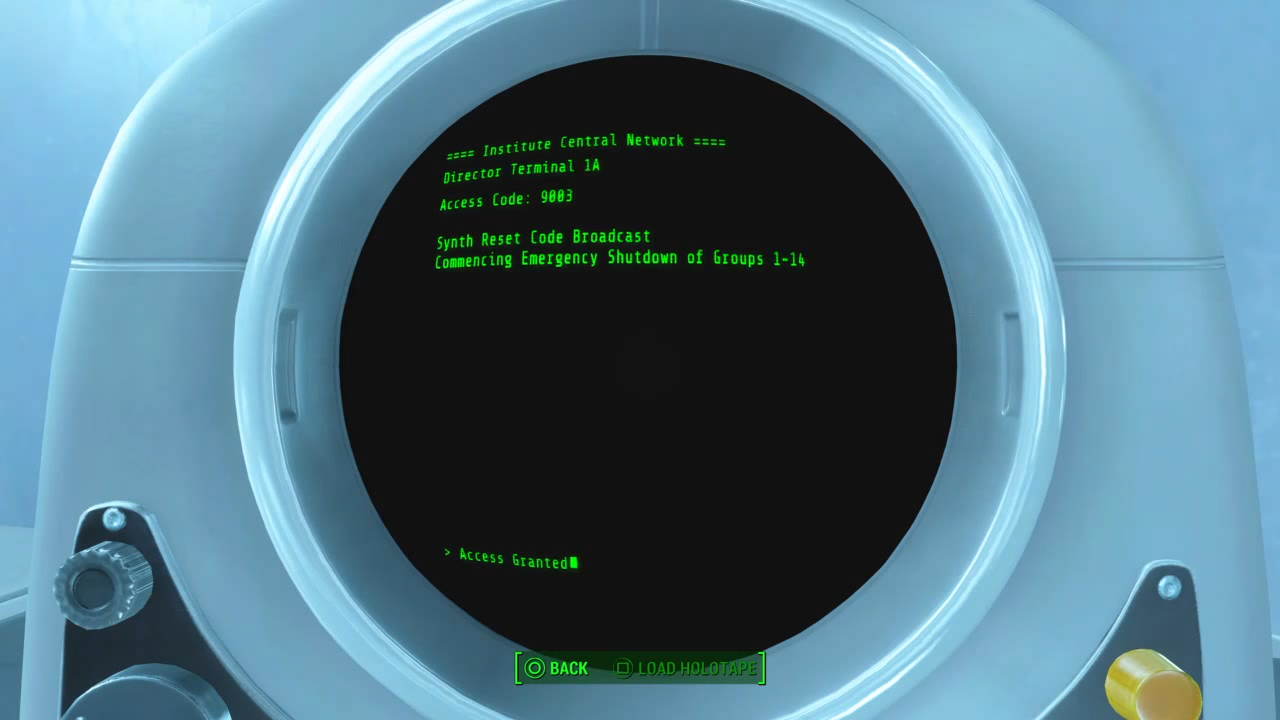 ==== Institute Central Network ====
Director Terminal 1A
Access Code: 9003
Synth Reset Code Broadcast
Commencing Emergency Shutdown of Groups 1-14
> Access Granted
BACK LOAD HOLOTAPE